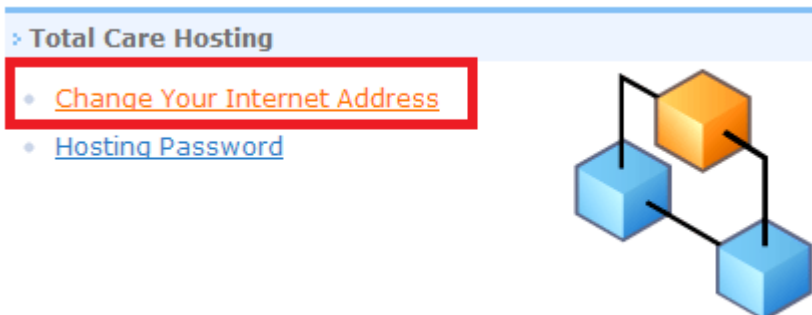 Total Care Hosting
Change Your Internet Address
Hosting Password